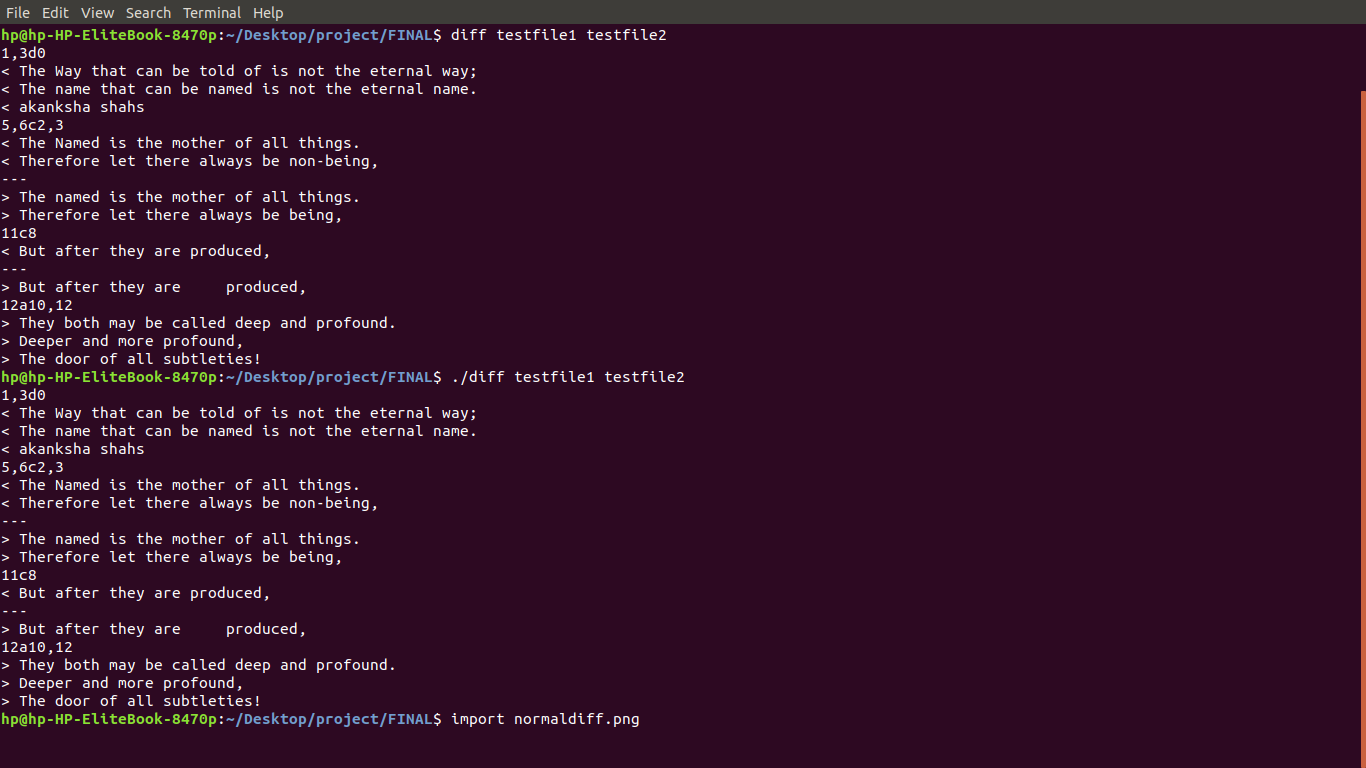 File Edit View Search Terminal Help
hp@hp-HP-EliteBook-8470p:~/Desktop/project/FINAL$ diff testfile1 testfile2
1,3d0
< The Way that can be told of is not the eternal way;
< The name that can be named is not the eternal name.
< akanksha shahs
5,6c2,3
< The Named is the mother of all things.
< Therefore let there always be non-being,
---
> The named is the mother of all things.
> Therefore let there always be being,
11c8
< But after they are produced,
---
> But after they are     produced,
12a10,12
> They both may be called deep and profound.
> Deeper and more profound,
> The door of all subtleties!
hp@hp-HP-EliteBook-8470p:~/Desktop/project/FINAL$ ./diff testfile1 testfile2
1,3d0
< The Way that can be told of is not the eternal way;
< The name that can be named is not the eternal name.
< akanksha shahs
5,6c2,3
< The Named is the mother of all things.
< Therefore let there always be non-being,
---
> The named is the mother of all things.
> Therefore let there always be being,
11c8
< But after they are produced,
---
> But after they are     produced,
12a10,12
> They both may be called deep and profound.
> Deeper and more profound,
> The door of all subtleties!
hp@hp-HP-EliteBook-8470p:~/Desktop/project/FINAL$ import normaldiff.png